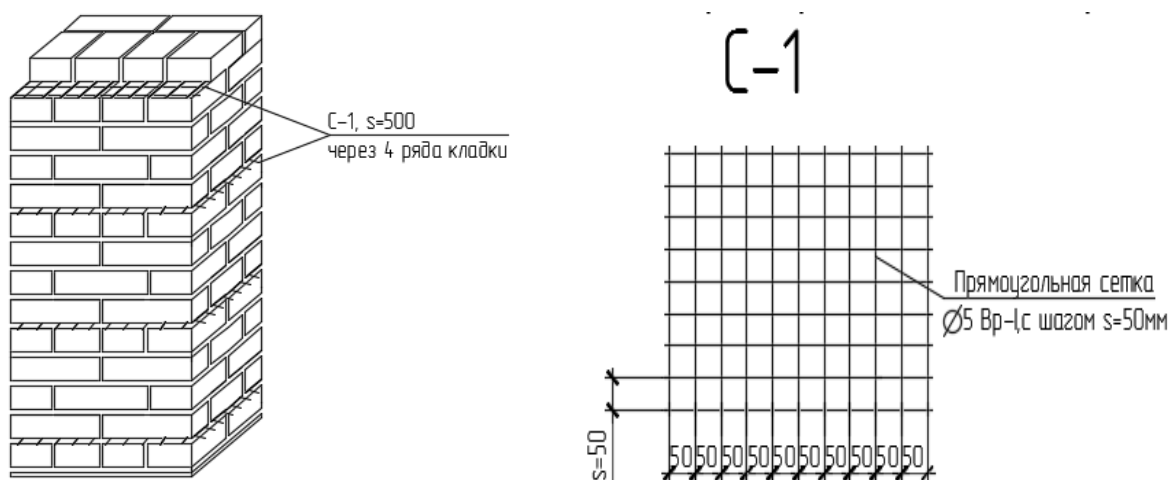 С-1, s=500
через 4 ряда кладки
С-1
Прямоугольная сетка
∅5 Вр-I,с шагом s=50мм
s=50
50 50 50 50 50 50 50 50 50 50